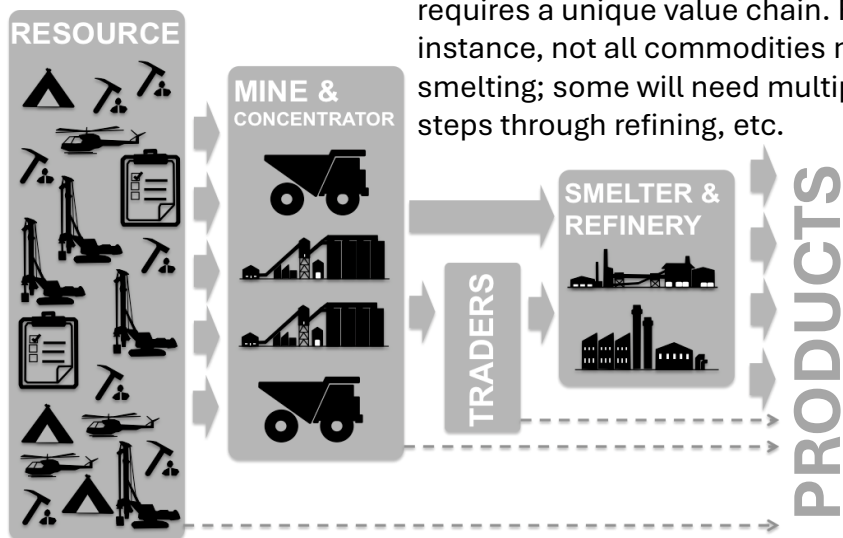 requires a unique value chain.
instance, not all commodities
smelting; some will need
steps through refining, etc.
RESOURCE
MINE &
CONCENTRATOR
TRADERS
SMELTER &
REFINERY
PRODUCTS